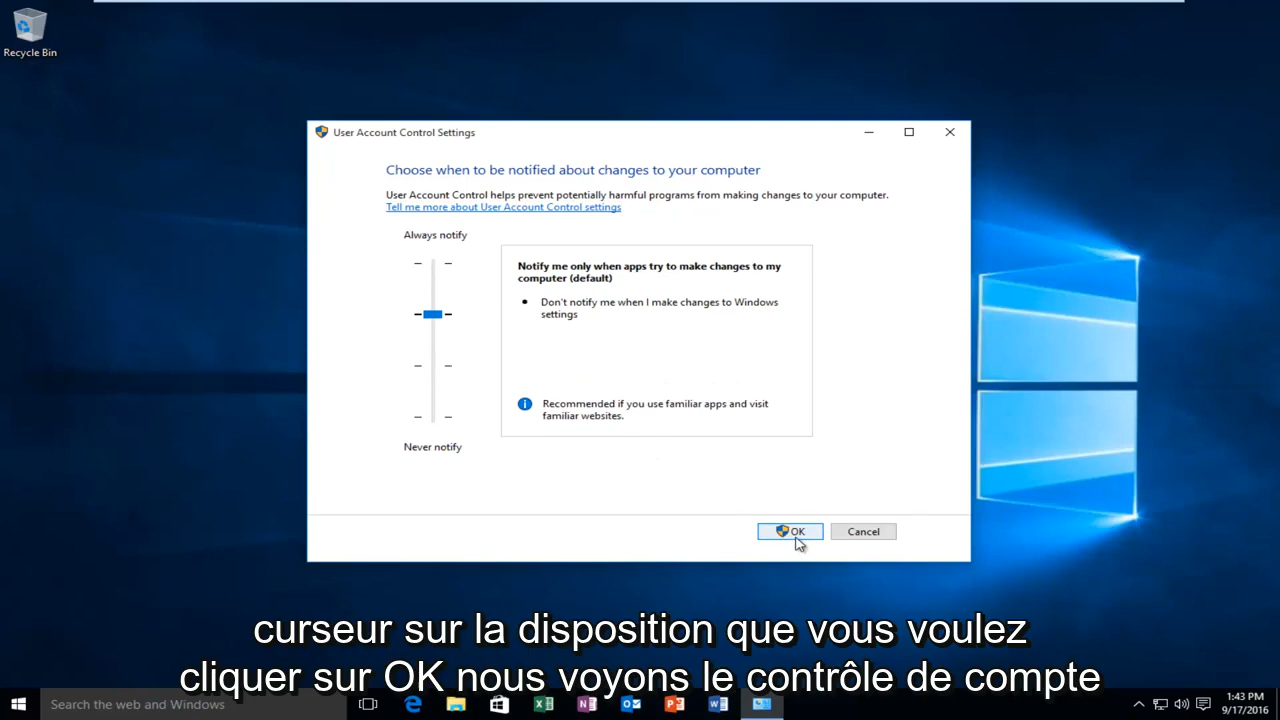 Recycle Bin
User Account Control Settings
Choose when to be notified about changes to your computer
User Account Control helps prevent potentially harmful programs from making changes to your computer.
Tell me more about User Account Control settings
Always notify
Notify me only when apps try to make changes to my
computer (default)
• Don't notify me when I make changes to Windows
settings
Recommended if you use familiar apps and visit
familiar websites.
Never notify
OK
Cancel
curseur sur la disposition que vous voulez
cliquer sur OK nous voyons le contrôle de compte
Search the web and Windows
1:43 PM
9/17/2016